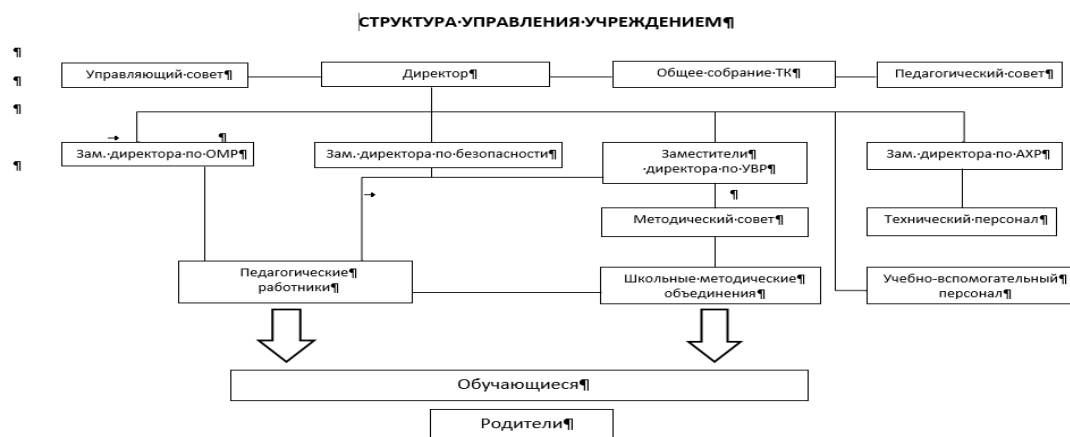 СТРУКТУРА·УПРАВЛЕНИЯ·УЧРЕЖДЕНИЕМ¶
¶
Управляющий·совет¶
Директор¶
Общее·собрание·ТК¶
Педагогический·совет¶
¶
¶
→ ¶
Зам.·директора·по·ОМР¶
Зам.·директора·по·безопасности¶
Заместители¶
·директора·по·УВР¶
Зам.·директора·по·АХР¶
¶
→
¶
Методический·совет¶
Технический·персонал¶
Педагогические¶
работники¶
Школьные·методические¶
объединения¶
Учебно-вспомогательный¶
персонал¶
Обучающиеся¶
Родители¶